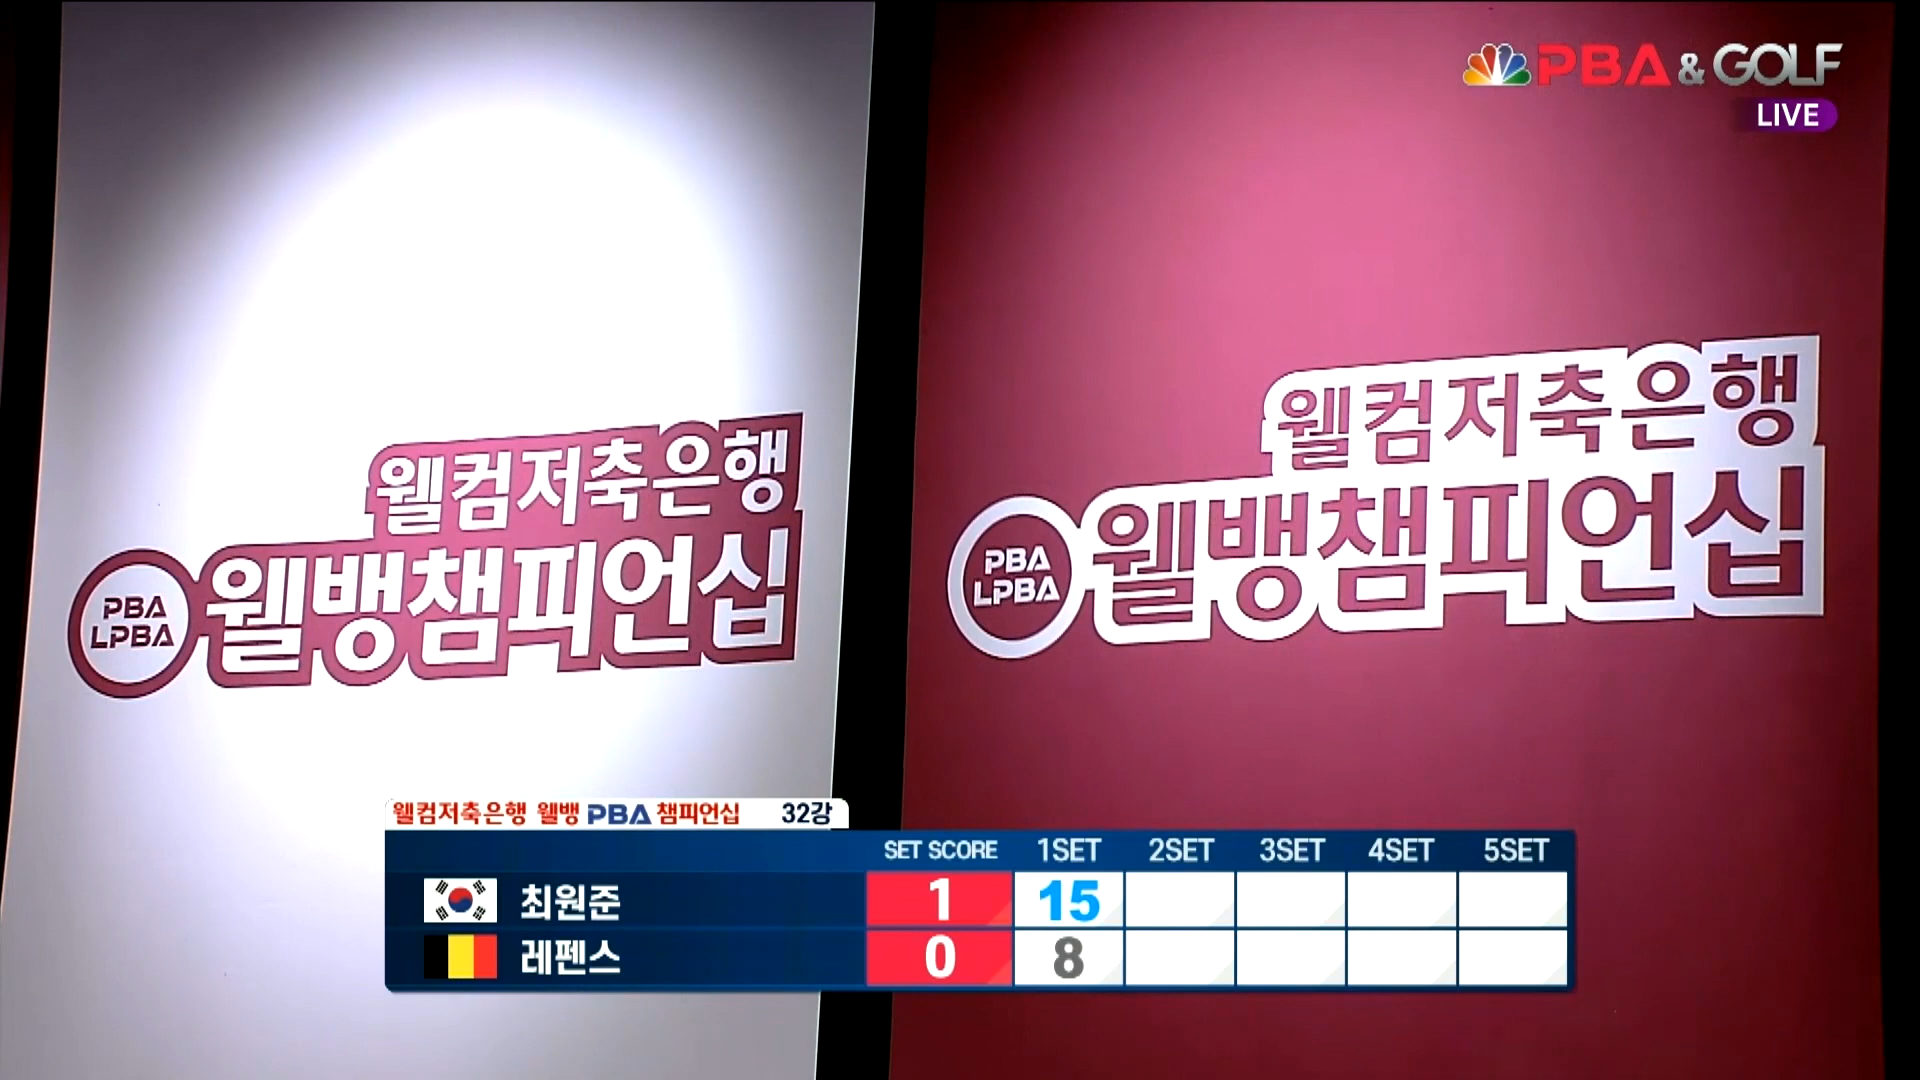 PBA & GOLF
LIVE
웰컴저축은행
PBA
LPBA
웰뱅챔피언십
웰컴저축은행
PBA
LPBA
웰뱅챔피언십
웰컴저축은행 웰뱅 PBA 챔피언십 32강
SET SCORE 1SET 2SET 3SET 4SET 5SET
최원준 1 15
레펜스 0 8